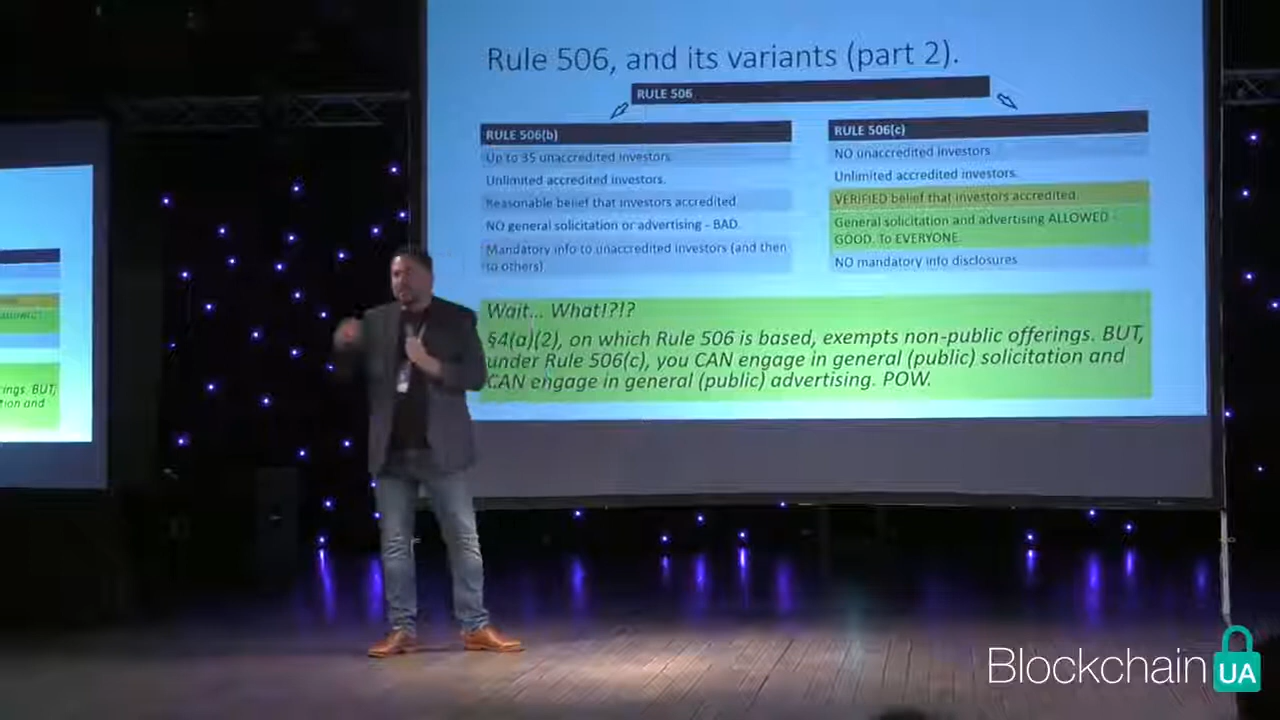 Rule 506, and its variants (part 2).
RULE 506
RULE 506(b)
Up to 35 unaccredited investors.
Unlimited accredited investors.
Reasonable belief that investors accredited
NO general solicitation or advertising - BAD.
Mandatory info to unaccredited investors (and then
to others)
RULE 506(c)
NO unaccredited investors
Unlimited accredited investors.
VERIFIED belief that investors accredited.
General solicitation and advertising ALLOWED -
GOOD. To EVERYONE.
NO mandatory info disclosures
Wait... What!?!?
§4(a)(2), on which Rule 506 is based, exempts non-public offerings. BUT,
under Rule 506(c), you CAN engage in general (public) solicitation and
CAN engage in general (public) advertising. POW.
rings. BUT,
tion and
Blockchain UA